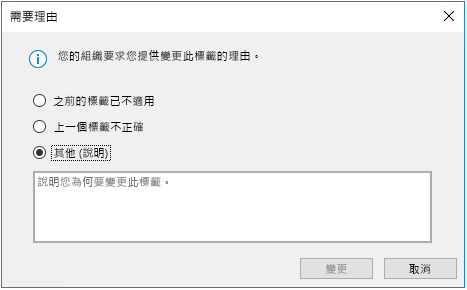 需要理由
您的組織要求您提供變更此標籤的理由。
之前的標籤已不適用
上一個標籤不正確
其他 (說明)
說明您為何要變更此標籤。
變更
取消